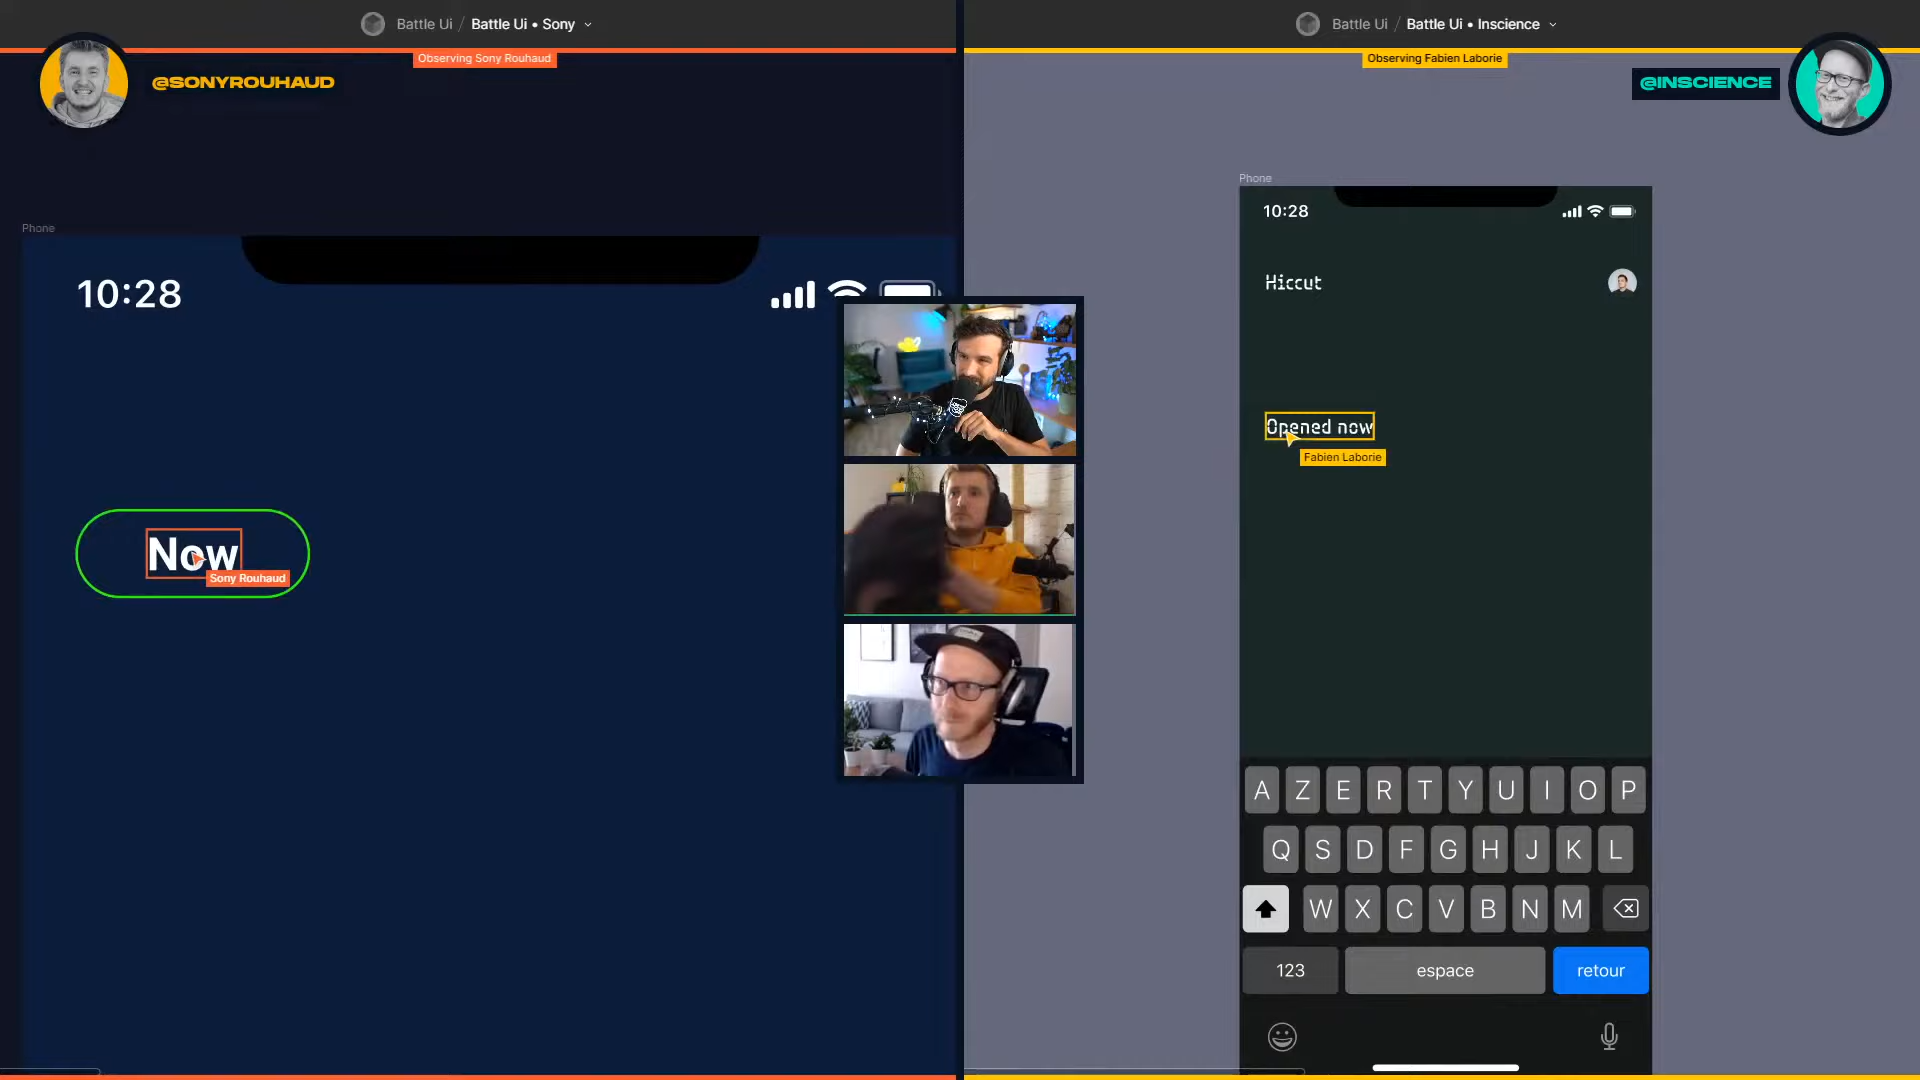 Battle Ui / Battle Ui • Sony
Observing Sony Rouhaud
@SONYROUHAUD
Phone
10:28
Now
Sony Rouhaud
Battle Ui / Battle Ui • Inscience
Observing Fabien Laborie
@INSCIENCE
Phone
10:28
Hiccut
Opened now
Fabien Laborie
A Z E R T Y U I O P
Q S D F G H J K L
W X C V B N M
123 espace retour